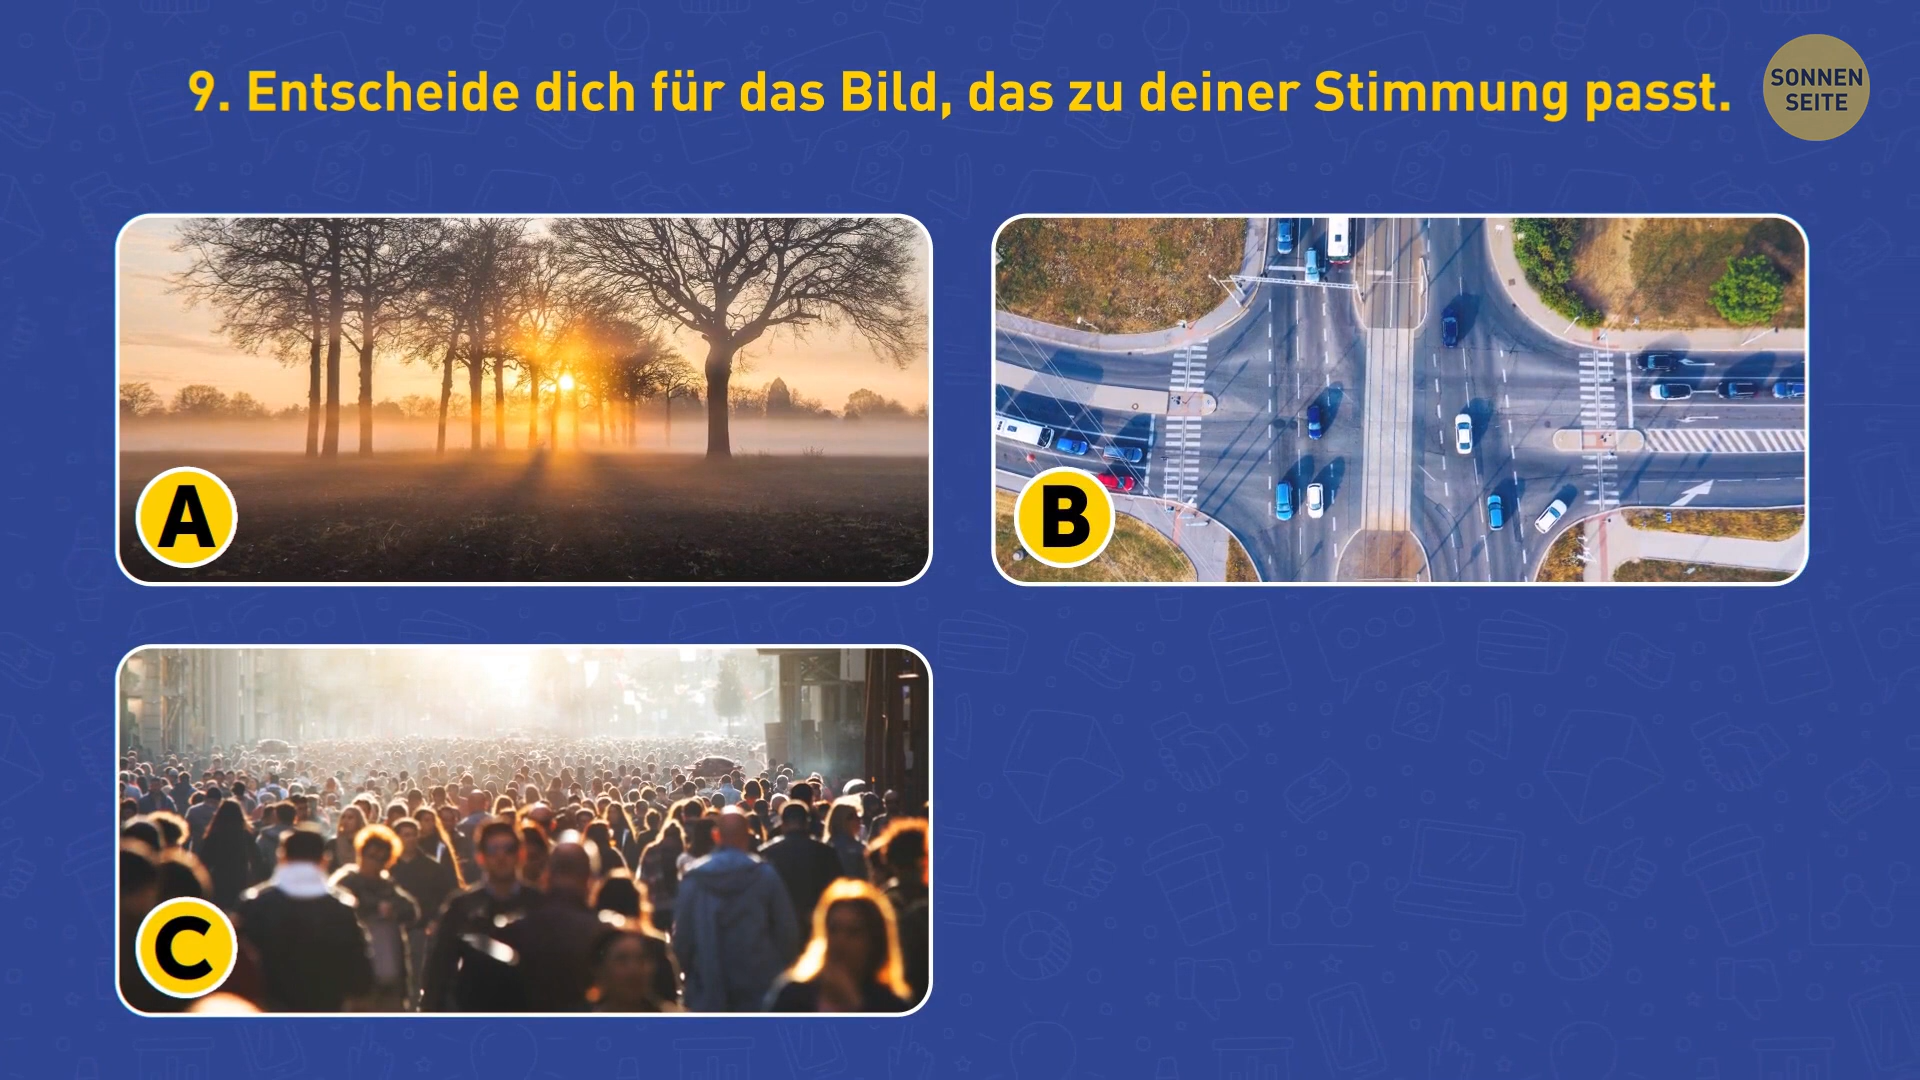 9. Entscheide dich für das Bild, das zu deiner Stimmung passt.
SONNEN
SEITE
A
B
C